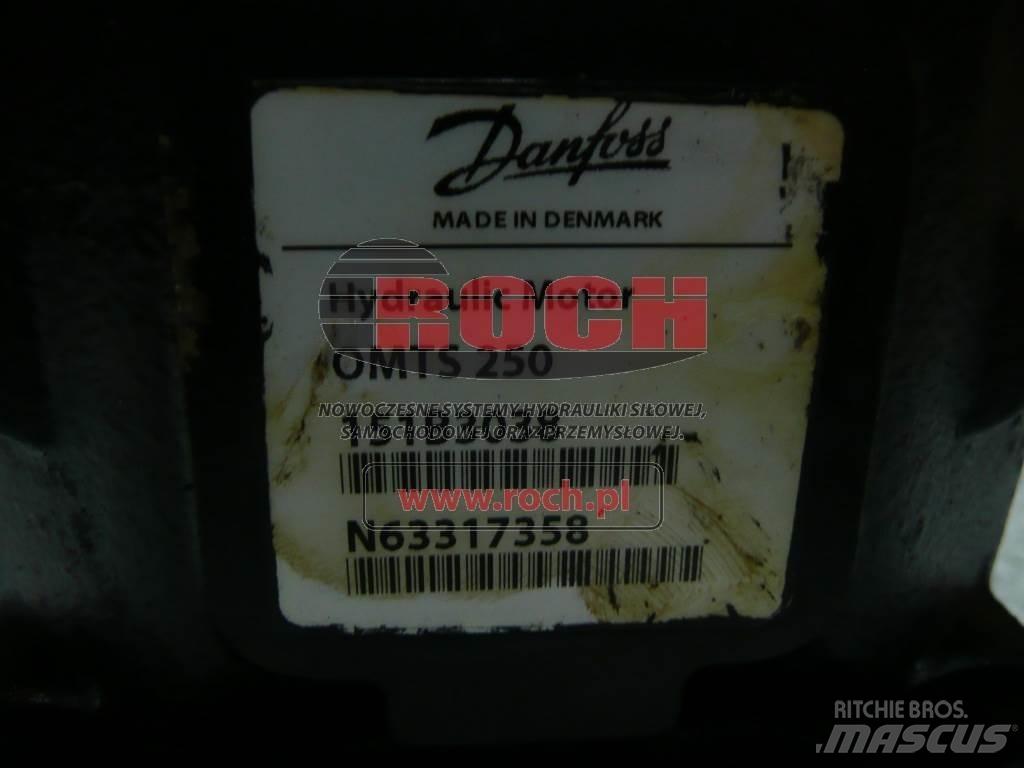 Danfoss
MADE IN DENMARK
Hydraulic Motor
ROCH
OMTS 250
NOWOCZESNE SYSTEMY HYDRAULIKI SIŁOWEJ,
151B3038
SAMOCHODOWEJ ORAZ PRZEMYSŁOWEJ.
www.roch.pl
N63317358
RITCHIE BROS.
MASCUS